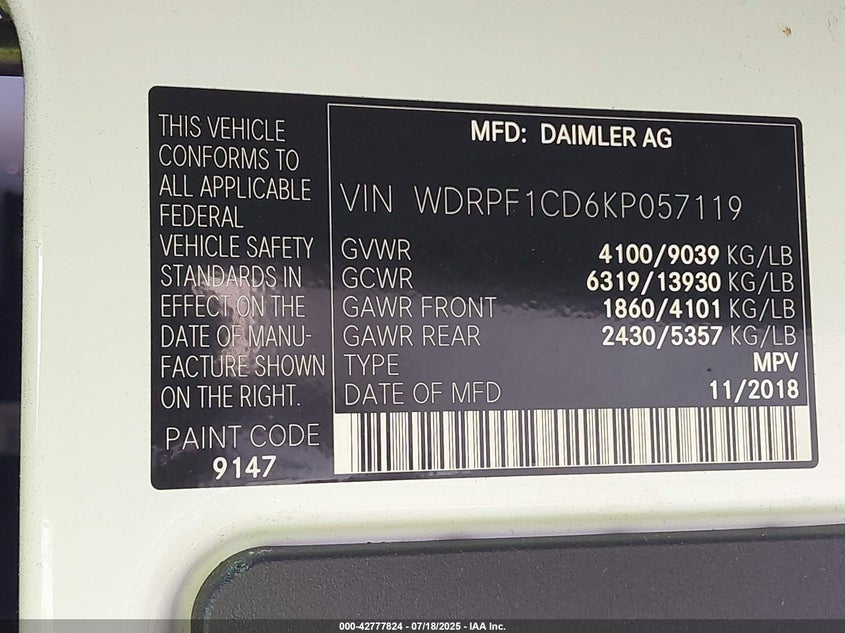 THIS VEHICLE
CONFORMS TO
ALL APPLICABLE
FEDERAL
VEHICLE SAFETY
STANDARDS IN
EFFECT ON THE
DATE OF MANU-
FACTURE SHOWN
ON THE RIGHT.
PAINT CODE
9147
MFD: DAIMLER AG
VIN WDRPF1CD6KP057119
GVWR 4100/9039 KG/LB
GCWR 6319/13930 KG/LB
GAWR FRONT 1860/4101 KG/LB
GAWR REAR 2430/5357 KG/LB
TYPE MPV
DATE OF MFD 11/2018
000-42777824 - 07/18/2025 - IAA Inc.